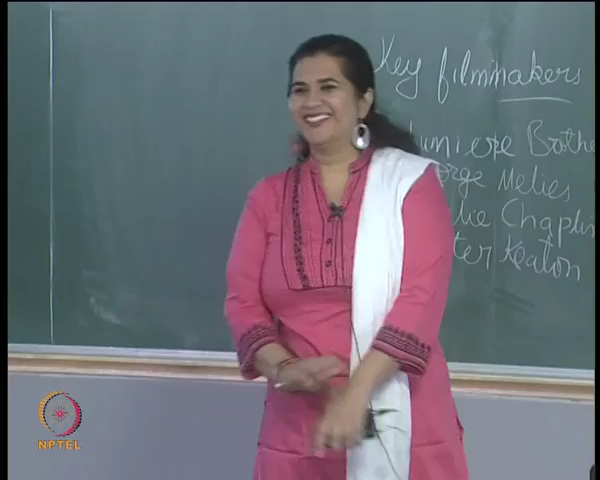 Key filmmakers
Lumiere Brothe
orge Melies
lie Chaplin
ter Keaton
NPTEL